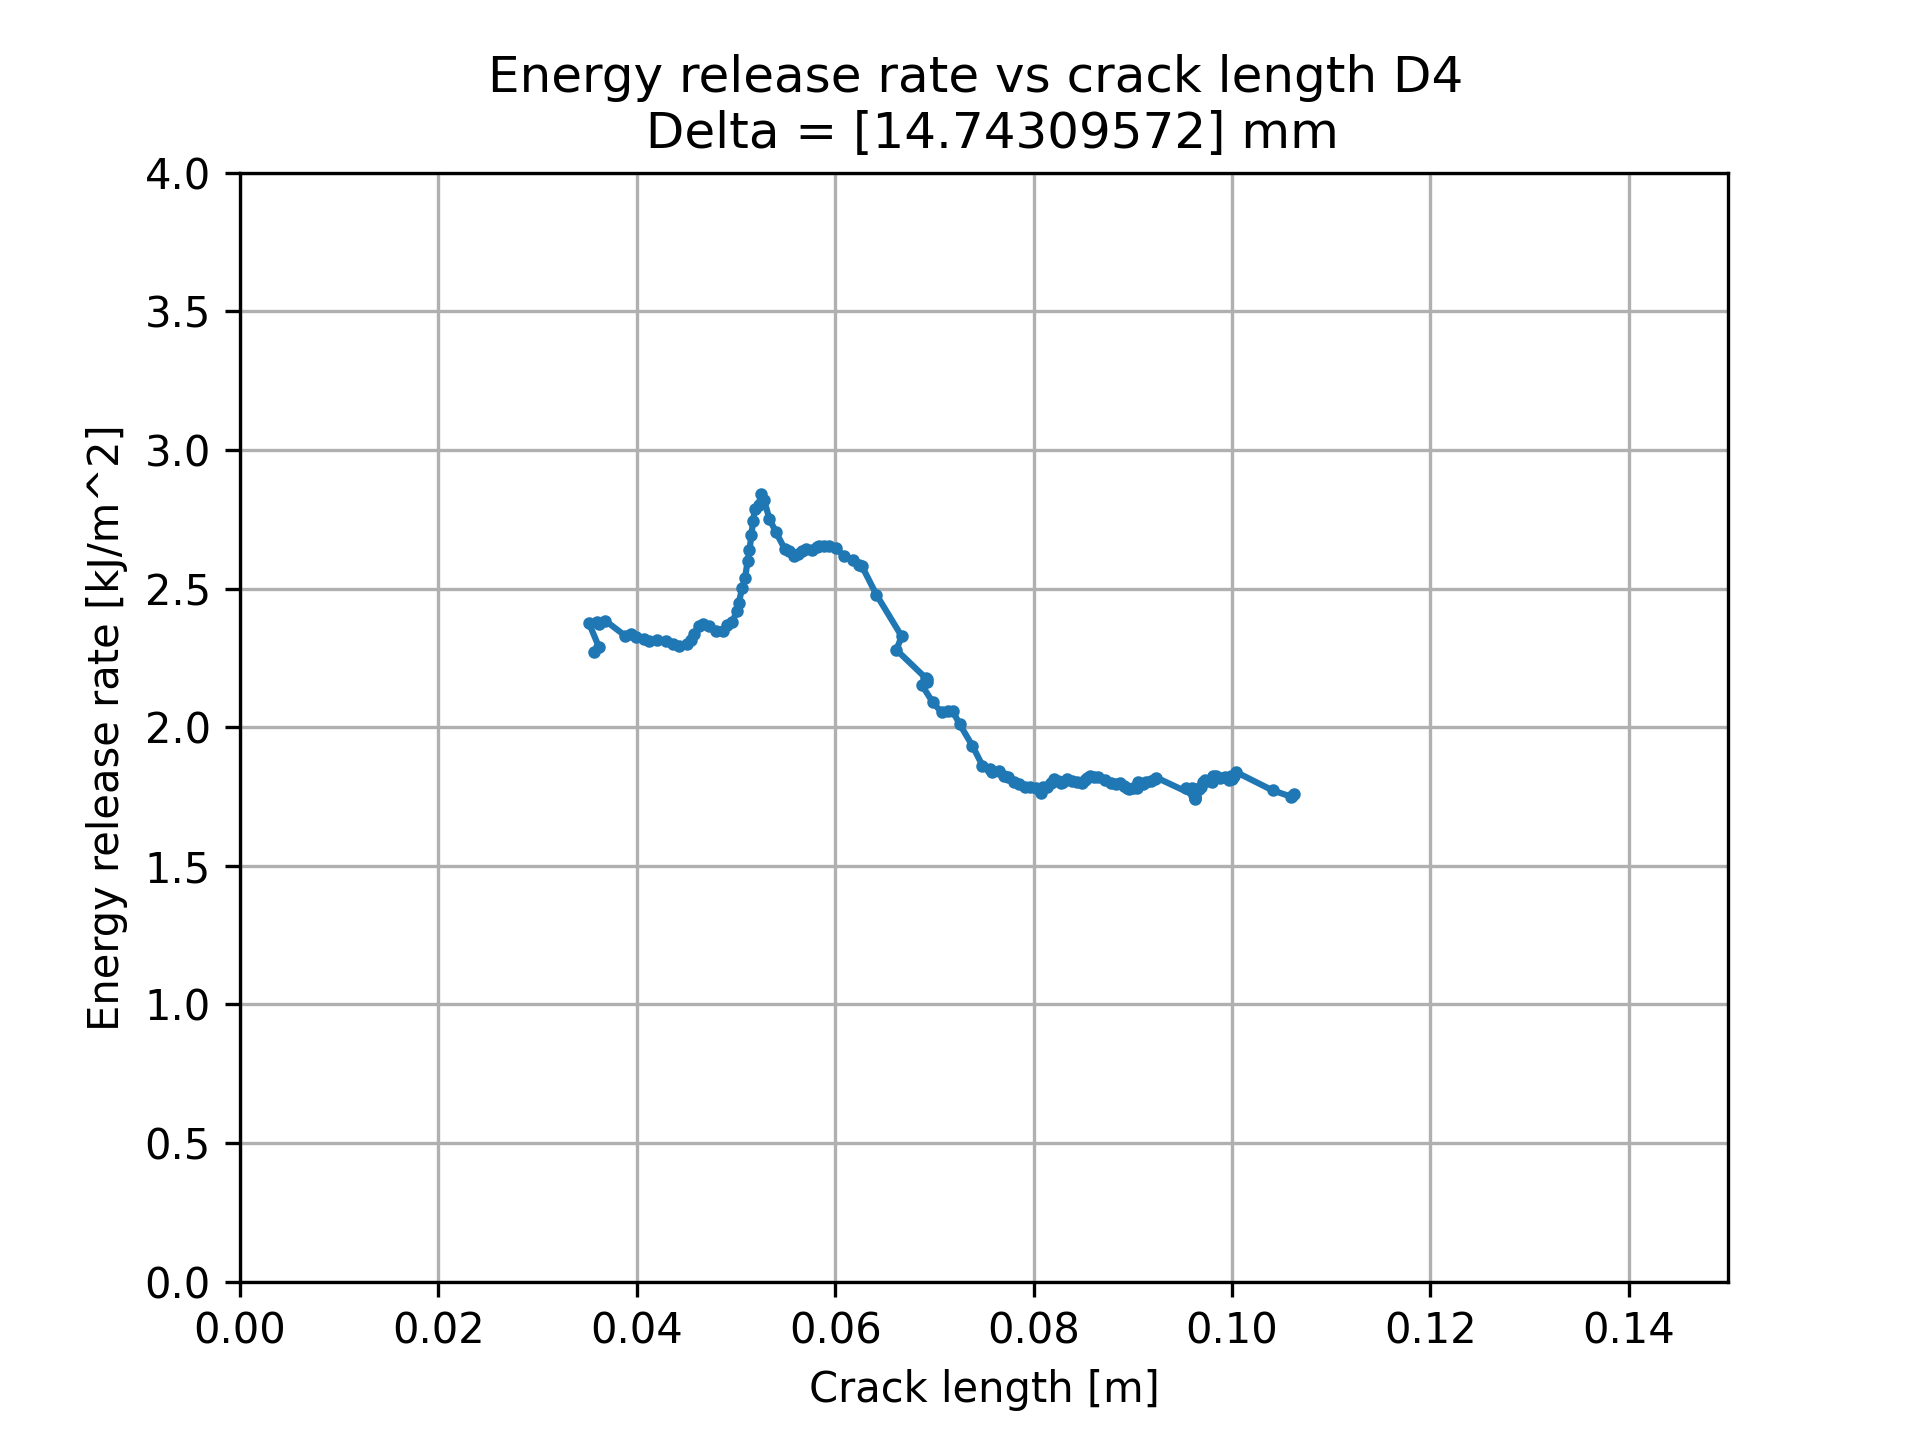 Energy release rate vs crack length D4
Delta = [14.74309572] mm
4.0
3.5
3.0
2.5
2.0
1.5
1.0
0.5
0.0
Energy release rate [kJ/m^2]
0.00 0.02 0.04 0.06 0.08 0.10 0.12 0.14
Crack length [m]